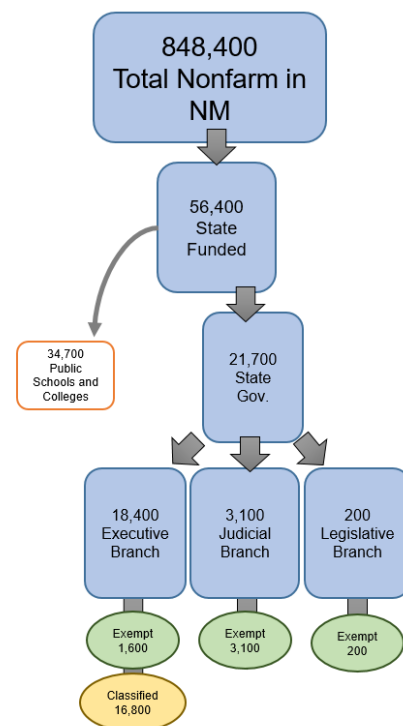 848,400
Total Nonfarm in
NM
56,400
State
Funded
34,700
Public
Schools and
Colleges
21,700
State
Gov.
18,400
Executive
Branch
3,100
Judicial
Branch
200
Legislative
Branch
Exempt
1,600
Exempt
3,100
Exempt
200
Classified
16,800